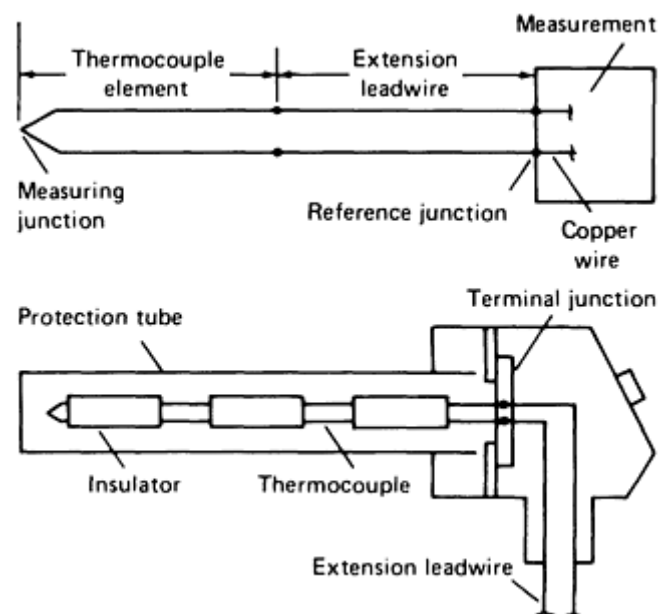 Measurement
Thermocouple
element
Extension
leadwire
Measuring
junction
Reference junction
Copper
wire
Terminal junction
Protection tube
Insulator
Thermocouple
Extension leadwire